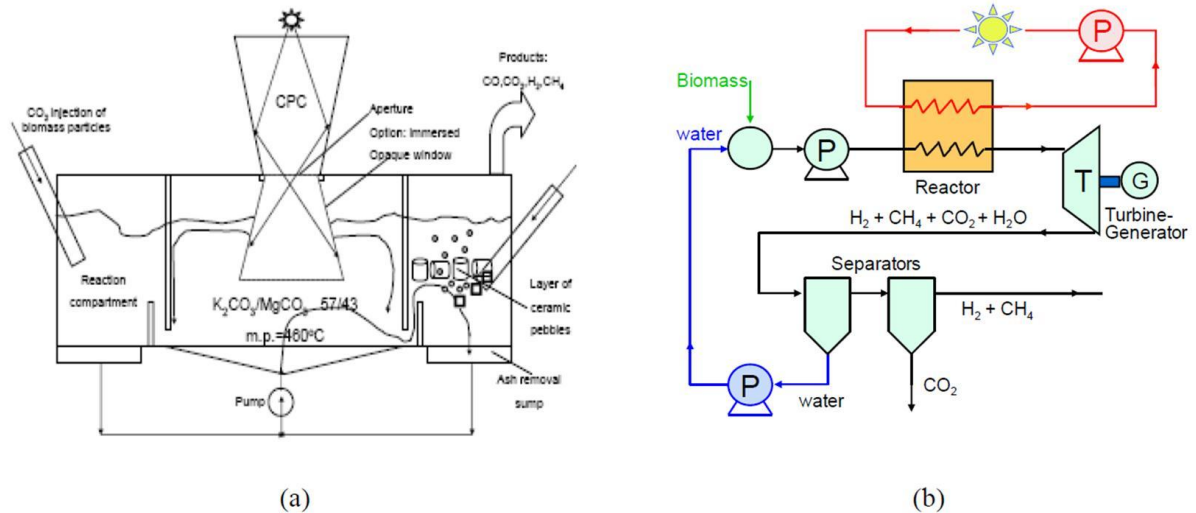 CPC
Products:
CO,CO2,H2,CH4
CO2 injection of
biomass particles
Aperture
Option: Immersed
Opaque window
Reaction
compartment
K2CO3/MgCO3 57/43
m.p.=460°C
Layer of
ceramic
pebbles
Ash removal
sump
Pump
(a)
P
Biomass
water
P
Reactor
T
G
Turbine-
Generator
H2 + CH4 + CO2 + H2O
Separators
H2 + CH4
P
water
CO2
(b)